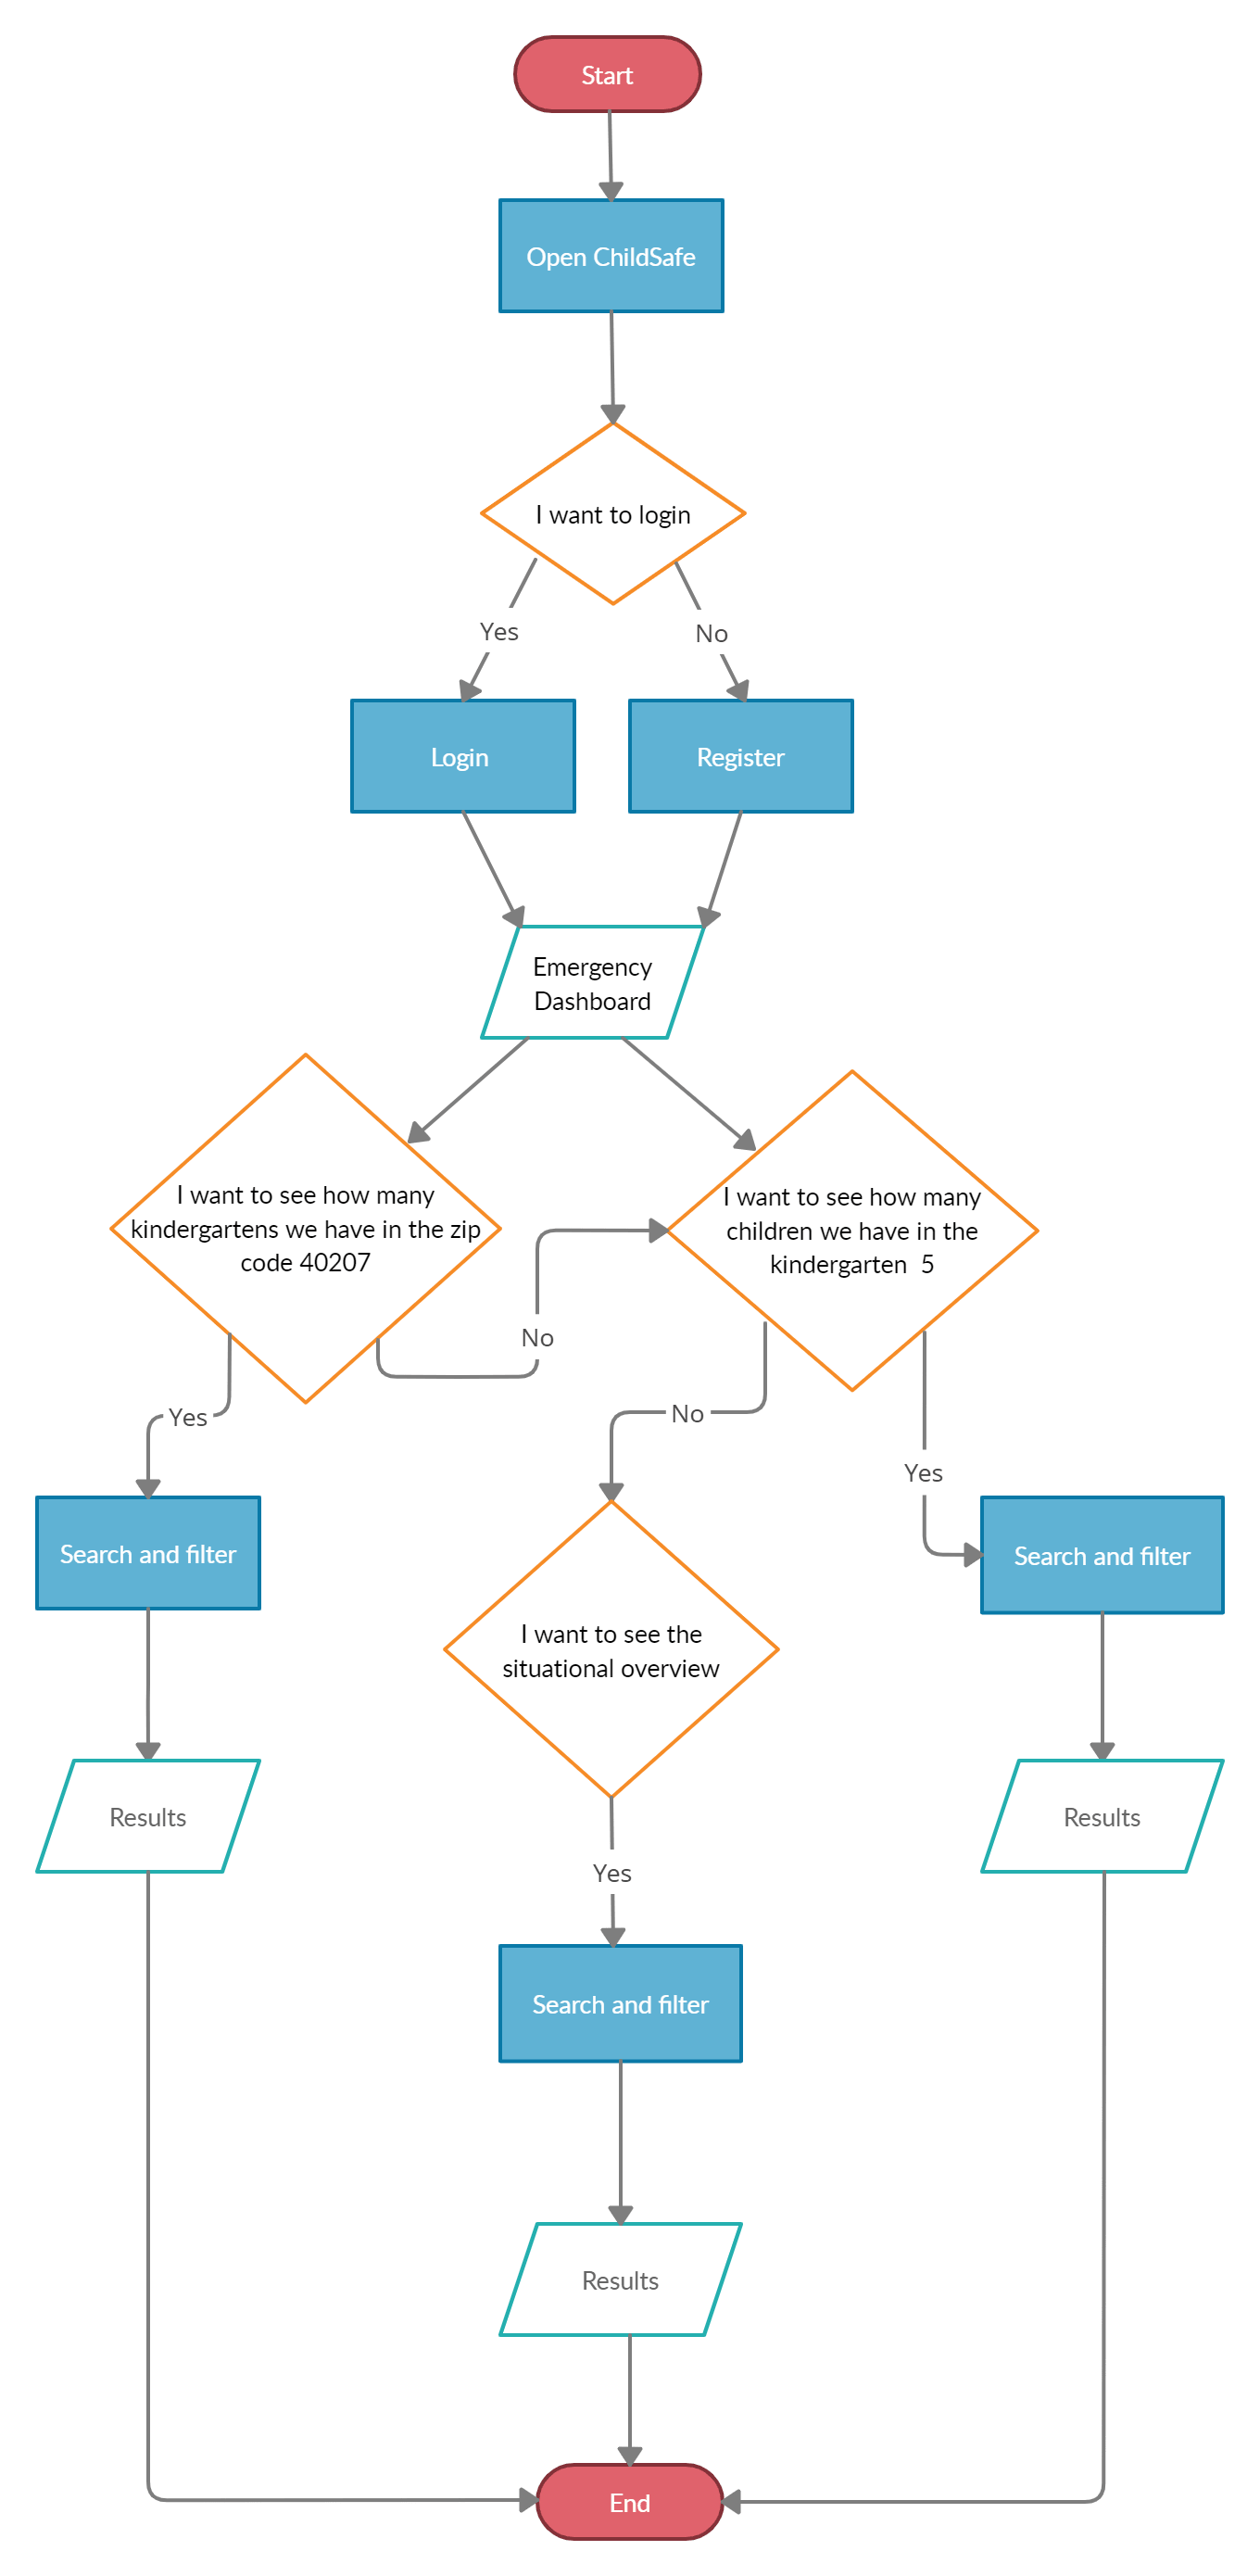 Start
Open ChildSafe
I want to login
Yes
No
Login
Register
Emergency
Dashboard
I want to see how many
kindergartens we have in the zip
code 40207
I want to see how many
children we have in the
kindergarten  5
No
Yes
No
Yes
Search and filter
Search and filter
I want to see the
situational overview
Results
Results
Yes
Search and filter
Results
End